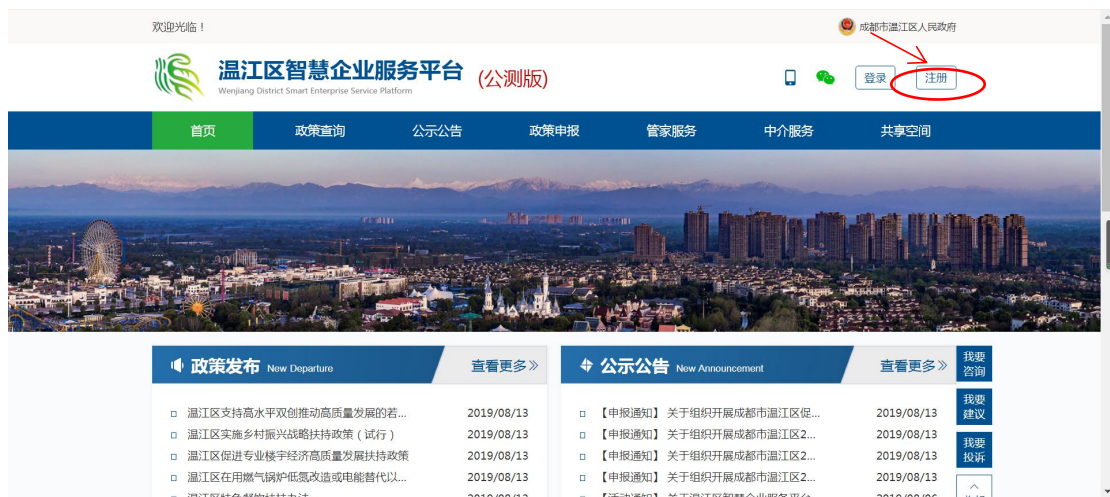 欢迎光临！
成都市温江区人民政府
温江区智慧企业服务平台
(公测版)
Wenjiang District Smart Enterprise Service Platform
登录
注册
首页
政策查询
公示公告
政策申报
管家服务
中介服务
共享空间
政策发布 New Departure
查看更多》
温江区支持高水平双创推动高质量发展的若... 2019/08/13
温江区实施乡村振兴战略扶持政策（试行） 2019/08/13
温江区促进专业楼宇经济高质量发展扶持政策 2019/08/13
温江区在用燃气锅炉低氮改造或电能替代以... 2019/08/13
公示公告 New Announcement
查看更多》
【申报通知】关于组织开展成都市温江区促... 2019/08/13
【申报通知】关于组织开展成都市温江区2... 2019/08/13
【申报通知】关于组织开展成都市温江区2... 2019/08/13
【申报通知】关于组织开展成都市温江区2... 2019/08/13
我要
咨询
我要
建议
我要
投诉